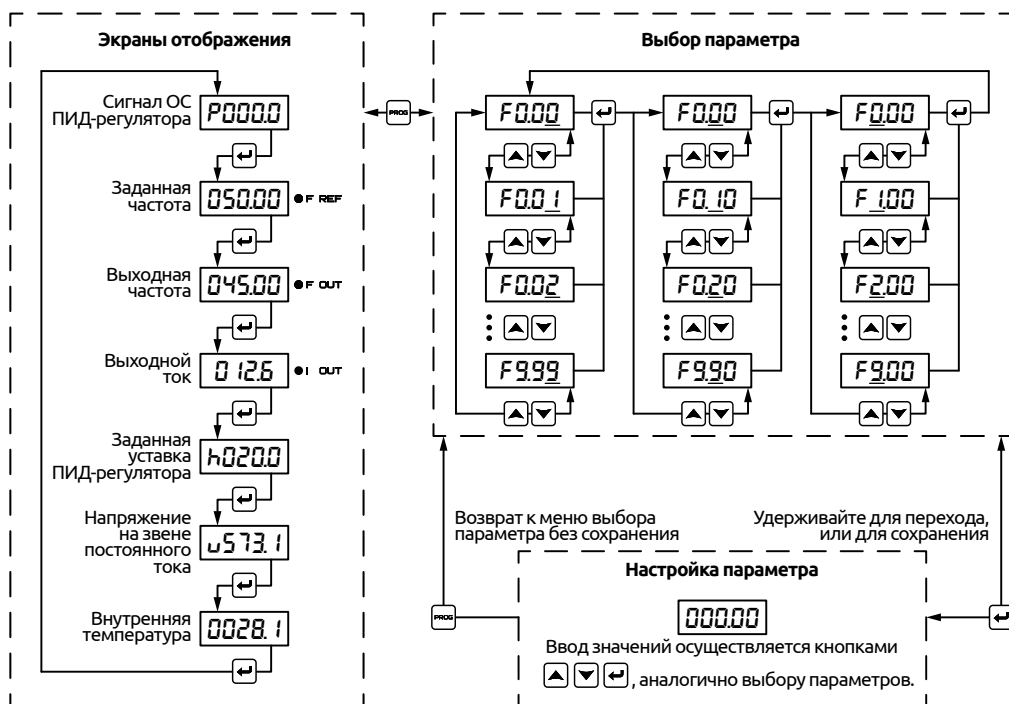 Экраны отображения
Сигнал ОС
ПИД-регулятора
P000.0
Заданная
частота
050.00
F REF
Выходная
частота
045.00
F OUT
Выходной
ток
012.6
I OUT
Заданная
уставка
ПИД-регулятора
h020.0
Напряжение
на звене
постоянного
тока
u573.1
Внутренняя
температура
0028.1
PROG
Выбор параметра
F0.00
F0.00
F0.00
F0.01
F0.10
F1.00
F0.02
F0.20
F2.00
F9.99
F9.90
F9.00
Возврат к меню выбора
параметра без сохранения
Удерживайте для перехода,
или для сохранения
PROG
Настройка параметра
000.00
Ввод значений осуществляется кнопками
, аналогично выбору параметров.